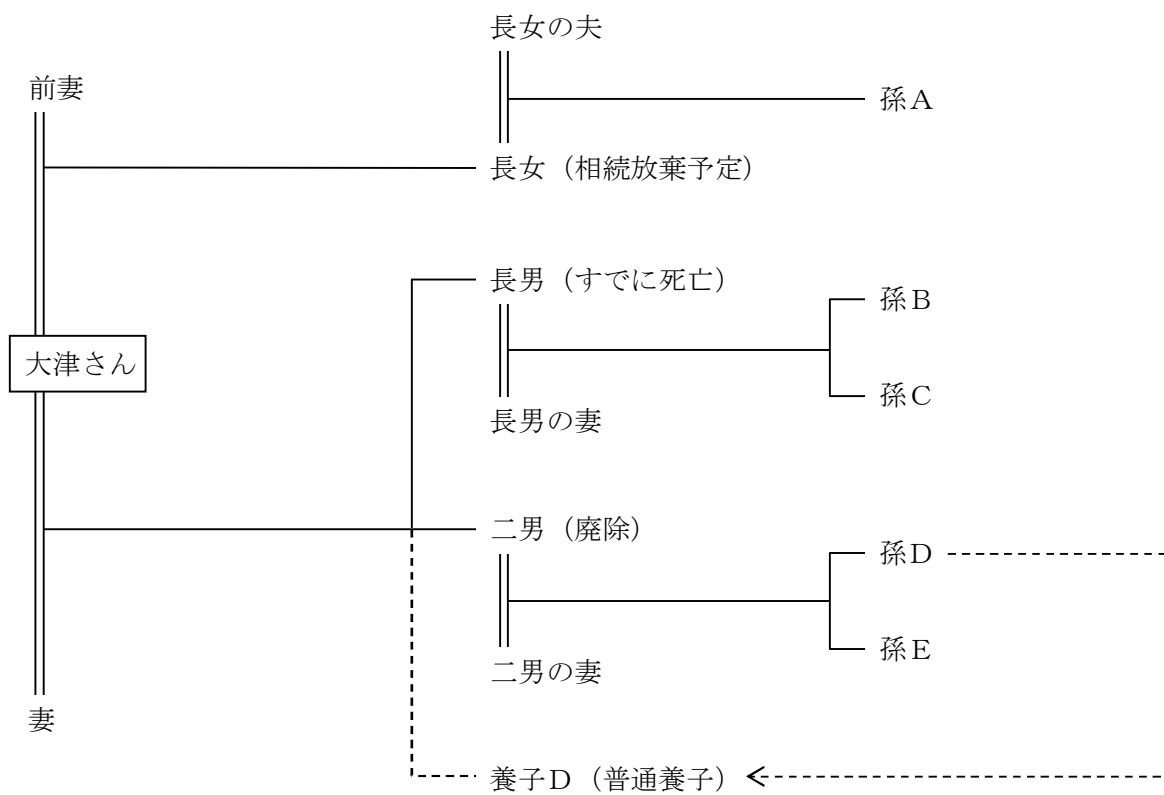 長女の夫
前妻
孫A
長女(相続放棄予定)
長男(すでに死亡)
孫B
大津さん
孫C
長男の妻
二男(廃除)
孫D
孫E
二男の妻
妻
養子D(普通養子)